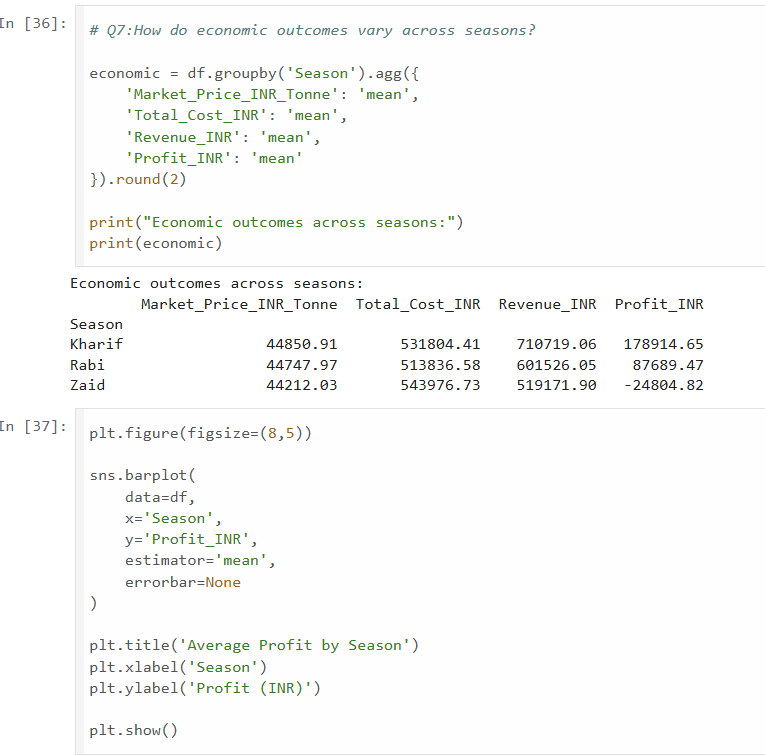 In [36]:
# Q7:How do economic outcomes vary across seasons?
economic = df.groupby('Season').agg({
    'Market_Price_INR_Tonne': 'mean',
    'Total_Cost_INR': 'mean',
    'Revenue_INR': 'mean',
    'Profit_INR': 'mean'
}).round(2)
print("Economic outcomes across seasons:")
print(economic)
Economic outcomes across seasons:
        Market_Price_INR_Tonne  Total_Cost_INR  Revenue_INR  Profit_INR
Season
Kharif                44850.91       531804.41    710719.06   178914.65
Rabi                  44747.97       513836.58    601526.05    87689.47
Zaid                  44212.03       543976.73    519171.90   -24804.82
In [37]:
plt.figure(figsize=(8,5))
sns.barplot(
    data=df,
    x='Season',
    y='Profit_INR',
    estimator='mean',
    errorbar=None
)
plt.title('Average Profit by Season')
plt.xlabel('Season')
plt.ylabel('Profit (INR)')
plt.show()